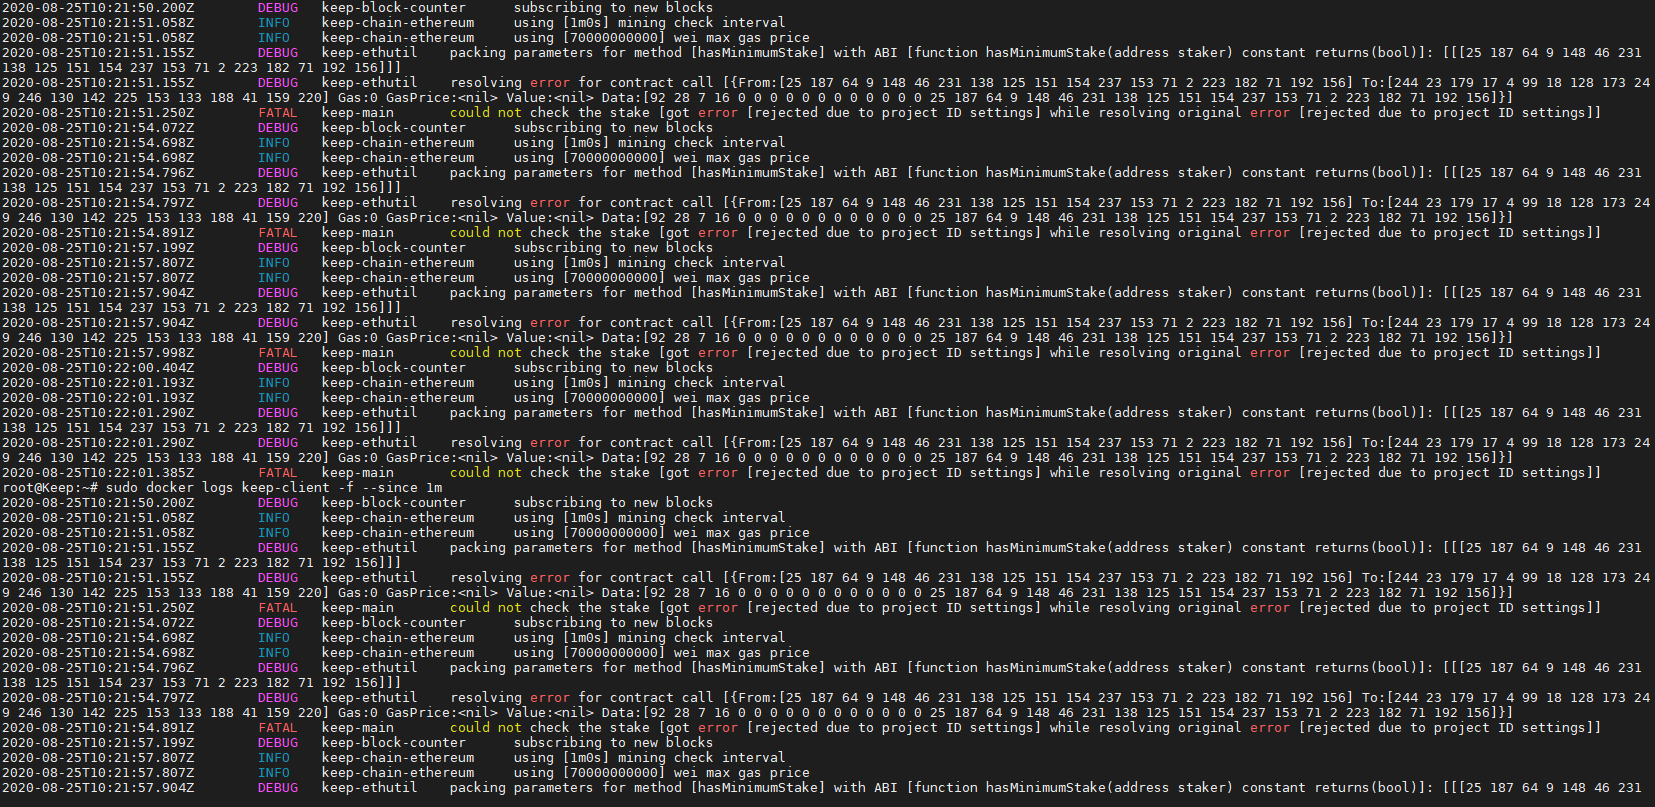 2020-08-25T10:21:50.200Z DEBUG keep-block-counter subscribing to new blocks
2020-08-25T10:21:51.058Z INFO keep-chain-ethereum using [1m0s] mining check interval
2020-08-25T10:21:51.058Z INFO keep-chain-ethereum using [70000000000] wei max gas price
2020-08-25T10:21:51.155Z DEBUG keep-ethutil packing parameters for method [hasMinimumStake] with ABI [function hasMinimumStake(address staker) constant returns(bool)]: [[[25 187 64 9 148 46 231
138 125 151 154 237 153 71 2 223 182 71 192 156]]]
2020-08-25T10:21:51.155Z DEBUG keep-ethutil resolving error for contract call [{From:[25 187 64 9 148 46 231 138 125 151 154 237 153 71 2 223 182 71 192 156] To:[244 23 179 17 4 99 18 128 173 24
9 246 130 142 225 153 133 188 41 159 220] Gas:0 GasPrice:<nil> Value:<nil> Data:[92 28 7 16 0 0 0 0 0 0 0 0 0 0 0 0 25 187 64 9 148 46 231 138 125 151 154 237 153 71 2 223 182 71 192 156]}]
2020-08-25T10:21:51.250Z FATAL keep-main could not check the stake [got error [rejected due to project ID settings] while resolving original error [rejected due to project ID settings]]
2020-08-25T10:21:54.072Z DEBUG keep-block-counter subscribing to new blocks
2020-08-25T10:21:54.698Z INFO keep-chain-ethereum using [1m0s] mining check interval
2020-08-25T10:21:54.698Z INFO keep-chain-ethereum using [70000000000] wei max gas price
2020-08-25T10:21:54.796Z DEBUG keep-ethutil packing parameters for method [hasMinimumStake] with ABI [function hasMinimumStake(address staker) constant returns(bool)]: [[[25 187 64 9 148 46 231
138 125 151 154 237 153 71 2 223 182 71 192 156]]]
2020-08-25T10:21:54.797Z DEBUG keep-ethutil resolving error for contract call [{From:[25 187 64 9 148 46 231 138 125 151 154 237 153 71 2 223 182 71 192 156] To:[244 23 179 17 4 99 18 128 173 24
9 246 130 142 225 153 133 188 41 159 220] Gas:0 GasPrice:<nil> Value:<nil> Data:[92 28 7 16 0 0 0 0 0 0 0 0 0 0 0 0 25 187 64 9 148 46 231 138 125 151 154 237 153 71 2 223 182 71 192 156]}]
2020-08-25T10:21:54.891Z FATAL keep-main could not check the stake [got error [rejected due to project ID settings] while resolving original error [rejected due to project ID settings]]
2020-08-25T10:21:57.199Z DEBUG keep-block-counter subscribing to new blocks
2020-08-25T10:21:57.807Z INFO keep-chain-ethereum using [1m0s] mining check interval
2020-08-25T10:21:57.807Z INFO keep-chain-ethereum using [70000000000] wei max gas price
2020-08-25T10:21:57.904Z DEBUG keep-ethutil packing parameters for method [hasMinimumStake] with ABI [function hasMinimumStake(address staker) constant returns(bool)]: [[[25 187 64 9 148 46 231
138 125 151 154 237 153 71 2 223 182 71 192 156]]]
2020-08-25T10:21:57.904Z DEBUG keep-ethutil resolving error for contract call [{From:[25 187 64 9 148 46 231 138 125 151 154 237 153 71 2 223 182 71 192 156] To:[244 23 179 17 4 99 18 128 173 24
9 246 130 142 225 153 133 188 41 159 220] Gas:0 GasPrice:<nil> Value:<nil> Data:[92 28 7 16 0 0 0 0 0 0 0 0 0 0 0 0 25 187 64 9 148 46 231 138 125 151 154 237 153 71 2 223 182 71 192 156]}]
2020-08-25T10:21:57.998Z FATAL keep-main could not check the stake [got error [rejected due to project ID settings] while resolving original error [rejected due to project ID settings]]
2020-08-25T10:22:00.404Z DEBUG keep-block-counter subscribing to new blocks
2020-08-25T10:22:01.193Z INFO keep-chain-ethereum using [1m0s] mining check interval
2020-08-25T10:22:01.193Z INFO keep-chain-ethereum using [70000000000] wei max gas price
2020-08-25T10:22:01.290Z DEBUG keep-ethutil packing parameters for method [hasMinimumStake] with ABI [function hasMinimumStake(address staker) constant returns(bool)]: [[[25 187 64 9 148 46 231
138 125 151 154 237 153 71 2 223 182 71 192 156]]]
2020-08-25T10:22:01.290Z DEBUG keep-ethutil resolving error for contract call [{From:[25 187 64 9 148 46 231 138 125 151 154 237 153 71 2 223 182 71 192 156] To:[244 23 179 17 4 99 18 128 173 24
9 246 130 142 225 153 133 188 41 159 220] Gas:0 GasPrice:<nil> Value:<nil> Data:[92 28 7 16 0 0 0 0 0 0 0 0 0 0 0 0 25 187 64 9 148 46 231 138 125 151 154 237 153 71 2 223 182 71 192 156]}]
2020-08-25T10:22:01.385Z FATAL keep-main could not check the stake [got error [rejected due to project ID settings] while resolving original error [rejected due to project ID settings]]
root@Keep:~# sudo docker logs keep-client -f --since 1m
2020-08-25T10:21:50.200Z DEBUG keep-block-counter subscribing to new blocks
2020-08-25T10:21:51.058Z INFO keep-chain-ethereum using [1m0s] mining check interval
2020-08-25T10:21:51.058Z INFO keep-chain-ethereum using [70000000000] wei max gas price
2020-08-25T10:21:51.155Z DEBUG keep-ethutil packing parameters for method [hasMinimumStake] with ABI [function hasMinimumStake(address staker) constant returns(bool)]: [[[25 187 64 9 148 46 231
138 125 151 154 237 153 71 2 223 182 71 192 156]]]
2020-08-25T10:21:51.155Z DEBUG keep-ethutil resolving error for contract call [{From:[25 187 64 9 148 46 231 138 125 151 154 237 153 71 2 223 182 71 192 156] To:[244 23 179 17 4 99 18 128 173 24
9 246 130 142 225 153 133 188 41 159 220] Gas:0 GasPrice:<nil> Value:<nil> Data:[92 28 7 16 0 0 0 0 0 0 0 0 0 0 0 0 25 187 64 9 148 46 231 138 125 151 154 237 153 71 2 223 182 71 192 156]}]
2020-08-25T10:21:51.250Z FATAL keep-main could not check the stake [got error [rejected due to project ID settings] while resolving original error [rejected due to project ID settings]]
2020-08-25T10:21:54.072Z DEBUG keep-block-counter subscribing to new blocks
2020-08-25T10:21:54.698Z INFO keep-chain-ethereum using [1m0s] mining check interval
2020-08-25T10:21:54.698Z INFO keep-chain-ethereum using [70000000000] wei max gas price
2020-08-25T10:21:54.796Z DEBUG keep-ethutil packing parameters for method [hasMinimumStake] with ABI [function hasMinimumStake(address staker) constant returns(bool)]: [[[25 187 64 9 148 46 231
138 125 151 154 237 153 71 2 223 182 71 192 156]]]
2020-08-25T10:21:54.797Z DEBUG keep-ethutil resolving error for contract call [{From:[25 187 64 9 148 46 231 138 125 151 154 237 153 71 2 223 182 71 192 156] To:[244 23 179 17 4 99 18 128 173 24
9 246 130 142 225 153 133 188 41 159 220] Gas:0 GasPrice:<nil> Value:<nil> Data:[92 28 7 16 0 0 0 0 0 0 0 0 0 0 0 0 25 187 64 9 148 46 231 138 125 151 154 237 153 71 2 223 182 71 192 156]}]
2020-08-25T10:21:54.891Z FATAL keep-main could not check the stake [got error [rejected due to project ID settings] while resolving original error [rejected due to project ID settings]]
2020-08-25T10:21:57.199Z DEBUG keep-block-counter subscribing to new blocks
2020-08-25T10:21:57.807Z INFO keep-chain-ethereum using [1m0s] mining check interval
2020-08-25T10:21:57.807Z INFO keep-chain-ethereum using [70000000000] wei max gas price
2020-08-25T10:21:57.904Z DEBUG keep-ethutil packing parameters for method [hasMinimumStake] with ABI [function hasMinimumStake(address staker) constant returns(bool)]: [[[25 187 64 9 148 46 231